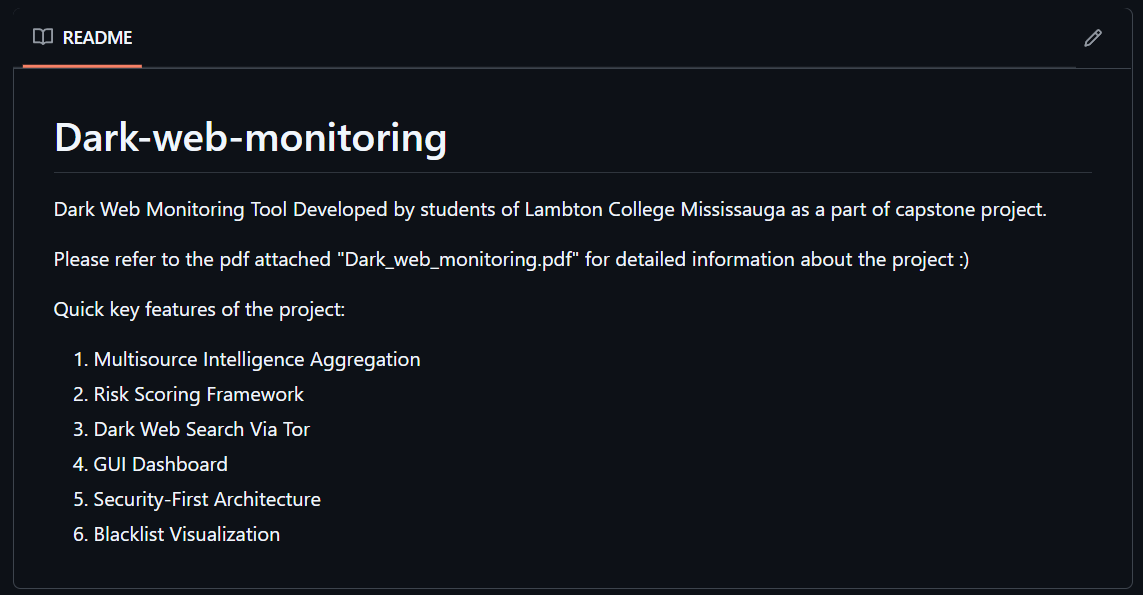 README
Dark-web-monitoring
Dark Web Monitoring Tool Developed by students of Lambton College Mississauga as a part of capstone project.
Please refer to the pdf attached "Dark_web_monitoring.pdf" for detailed information about the project :)
Quick key features of the project:
1. Multisource Intelligence Aggregation
2. Risk Scoring Framework
3. Dark Web Search Via Tor
4. GUI Dashboard
5. Security-First Architecture
6. Blacklist Visualization